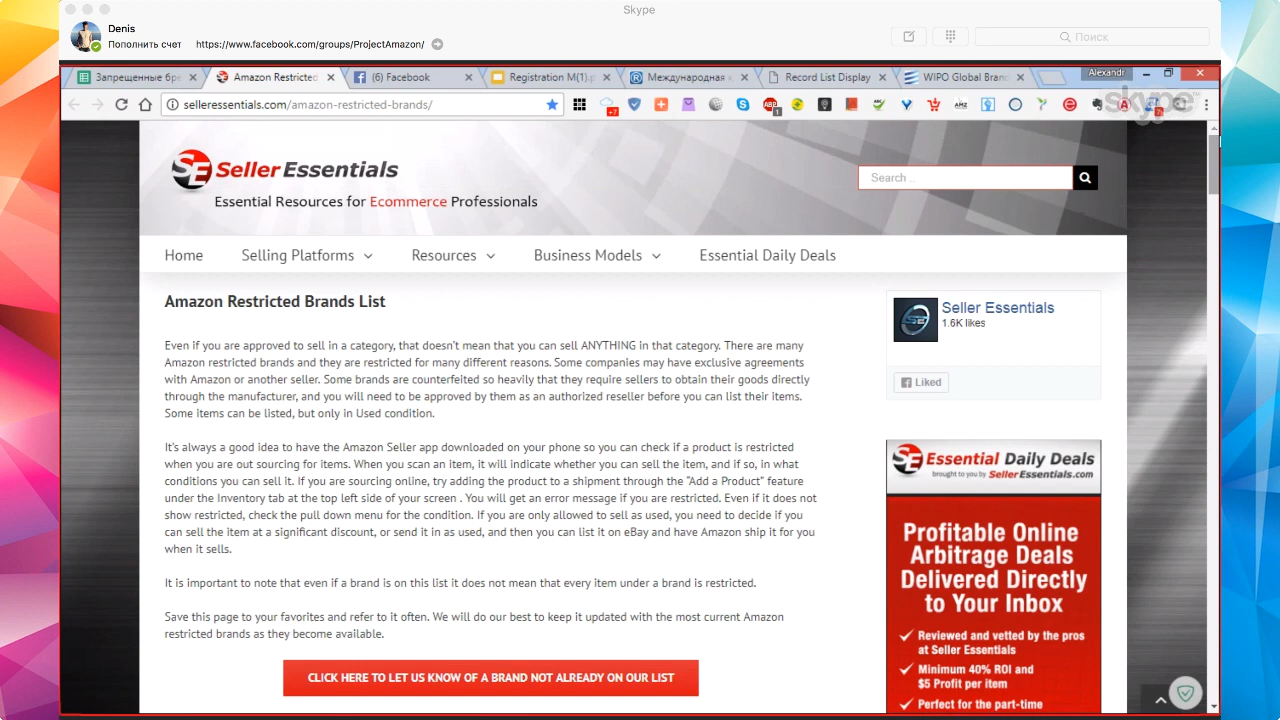 Skype
Denis
Пополнить счет https://www.facebook.com/groups/ProjectAmazon/
Поиск
Запрещенные бре
Amazon Restricted
(6) Facebook
Registration M(1).p
Международная к
Record List Display
WIPO Global Bran
Alexandr
selleressentials.com/amazon-restricted-brands/
skype™
SE Seller Essentials
Essential Resources for Ecommerce Professionals
Search ..
Home Selling Platforms Resources Business Models Essential Daily Deals
Amazon Restricted Brands List
Even if you are approved to sell in a category, that doesn't mean that you can sell ANYTHING in that category. There are many
Amazon restricted brands and they are restricted for many different reasons. Some companies may have exclusive agreements
with Amazon or another seller. Some brands are counterfeited so heavily that they require sellers to obtain their goods directly
through the manufacturer, and you will need to be approved by them as an authorized reseller before you can list their items.
Some items can be listed, but only in Used condition.
It's always a good idea to have the Amazon Seller app downloaded on your phone so you can check if a product is restricted
when you are out sourcing for items. When you scan an item, it will indicate whether you can sell the item, and if so, in what
conditions you can sell it. If you are sourcing online, try adding the product to a shipment through the "Add a Product" feature
under the Inventory tab at the top left side of your screen . You will get an error message if you are restricted. Even if it does not
show restricted, check the pull down menu for the condition. If you are only allowed to sell as used, you need to decide if you
can sell the item at a significant discount, or send it in as used, and then you can list it on eBay and have Amazon ship it for you
when it sells.
It is important to note that even if a brand is on this list it does not mean that every item under a brand is restricted.
Save this page to your favorites and refer to it often. We will do our best to keep it updated with the most current Amazon
restricted brands as they become available.
CLICK HERE TO LET US KNOW OF A BRAND NOT ALREADY ON OUR LIST
Seller Essentials
1.6K likes
Liked
SE Essential Daily Deals
brought to you by SellerEssentials.com
Profitable Online
Arbitrage Deals
Delivered Directly
to Your Inbox
Reviewed and vetted by the pros
at Seller Essentials
Minimum 40% ROI and
$5 Profit per item
Perfect for the part-time